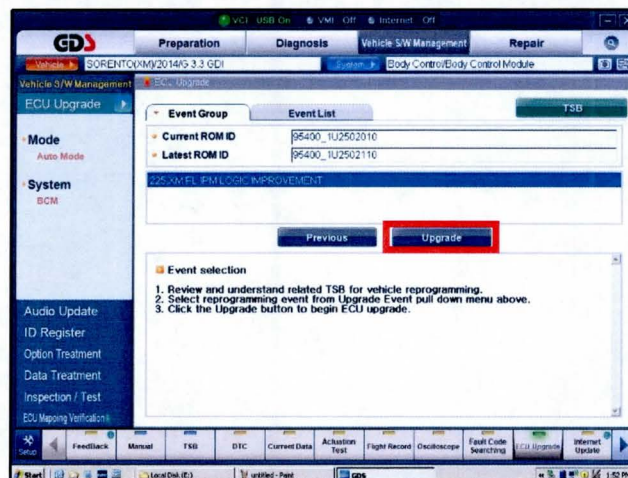 VCI USB On VMI Off Internet Off
GDS Preparation Diagnosis Vehicle S/W Management Repair
Vehicle SORENTO(XM)/2014/G 3.3 GDI System Body Control/Body Control Module
Vehicle S/W Management ECU Upgrade
ECU Upgrade
TSB
Event Group Event List
Mode
Auto Mode
Current ROM ID 95400_1U2502010
Latest ROM ID 95400_1U2502110
System
BCM
225.XM FL IPM LOGIC IMPROVEMENT
Previous Upgrade
Event selection
1. Review and understand related TSB for vehicle reprogramming.
2. Select reprogramming event from Upgrade Event pull down menu above.
3. Click the Upgrade button to begin ECU upgrade.
Audio Update
ID Register
Option Treatment
Data Treatment
Inspection / Test
ECU Mapping Verification
Setup Feedback Manual TSB DTC Current Data Actuation Test Flight Record Oscilloscope Fault Code Searching ECU Upgrade Internet Update
Start Local Disk (E:) untitled - Paint GDS 1:52 PM